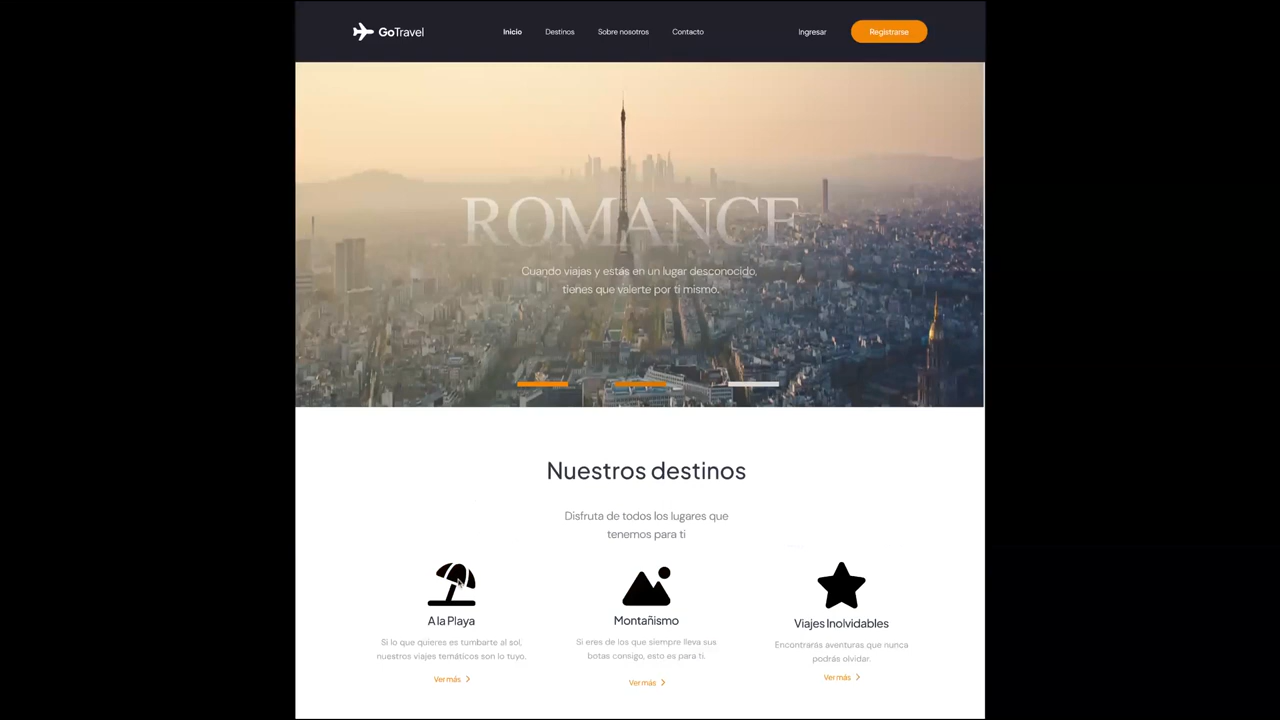 GoTravel
Inicio
Destinos
Sobre nosotros
Contacto
Ingresar
Registrarse
ROMANCE
Cuando viajas y estás en un lugar desconocido,
tienes que valerte por ti mismo.
Nuestros destinos
Disfruta de todos los lugares que
tenemos para ti
A la Playa
Si lo que quieres es tumbarte al sol,
nuestros viajes temáticos son lo tuyo.
Ver más
Montañismo
Si eres de los que siempre lleva sus
botas consigo, esto es para ti.
Ver más
Viajes Inolvidables
Encontrarás aventuras que nunca
podrás olvidar.
Ver más